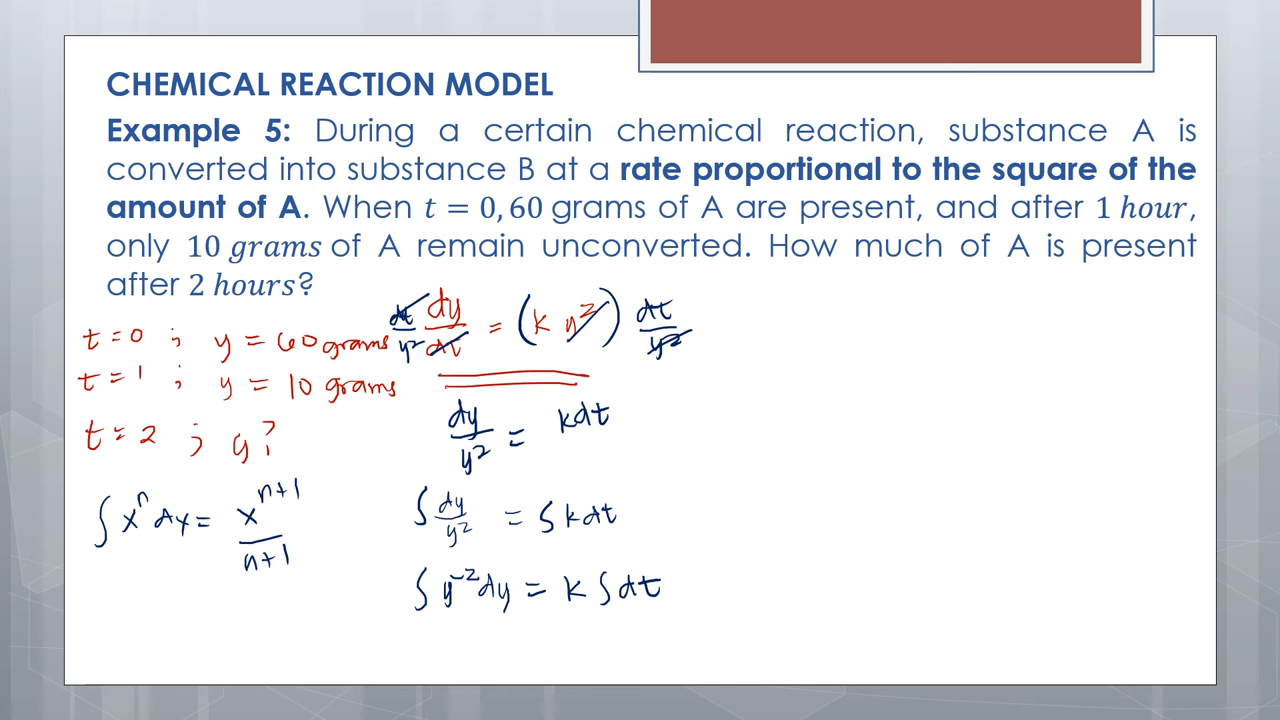 CHEMICAL REACTION MODEL
Example 5: During a certain chemical reaction, substance A is
converted into substance B at a rate proportional to the square of the
amount of A. When t = 0, 60 grams of A are present, and after 1 hour,
only 10 grams of A remain unconverted. How much of A is present
after 2 hours?
t = 0 ; y = 60 grams
t = 1 ; y = 10 grams
t = 2 ; y?
∫ xⁿ dx = xⁿ⁺¹/n+1
dt/y² dy/dt = (k y²) dt/y²
dy/y² = kdt
∫ dy/y² = ∫ kdt
∫ y⁻² dy = k ∫ dt